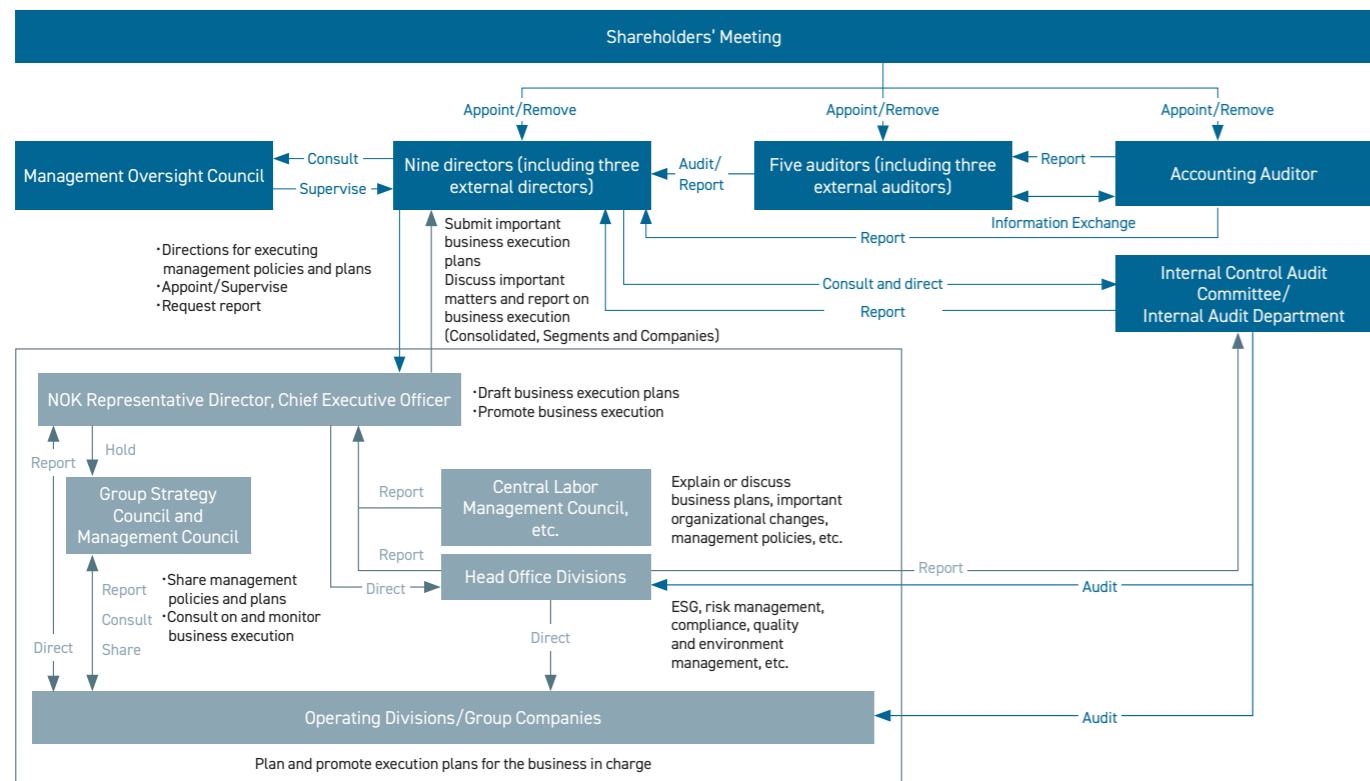 Shareholders' Meeting
Appoint/Remove
Appoint/Remove
Appoint/Remove
Management Oversight Council
Consult
Supervise
Nine directors (including three
external directors)
Audit/
Report
Five auditors (including three
external auditors)
Report
Information Exchange
Accounting Auditor
Report
・Directions for executing
management policies and plans
・Appoint/Supervise
・Request report
Submit important
business execution
plans
Discuss important
matters and report on
business execution
(Consolidated, Segments and Companies)
Consult and direct
Report
Internal Control Audit
Committee/
Internal Audit Department
NOK Representative Director, Chief Executive Officer
・Draft business execution plans
・Promote business execution
Report
Hold
Group Strategy
Council and
Management Council
Report
Central Labor
Management Council,
etc.
Explain or discuss
business plans, important
organizational changes,
management policies, etc.
Report
Direct
Head Office Divisions
Report
Audit
Report
Consult
Share
・Share management
policies and plans
・Consult on and monitor
business execution
Direct
Direct
ESG, risk management,
compliance, quality
and environment
management, etc.
Operating Divisions/Group Companies
Audit
Plan and promote execution plans for the business in charge